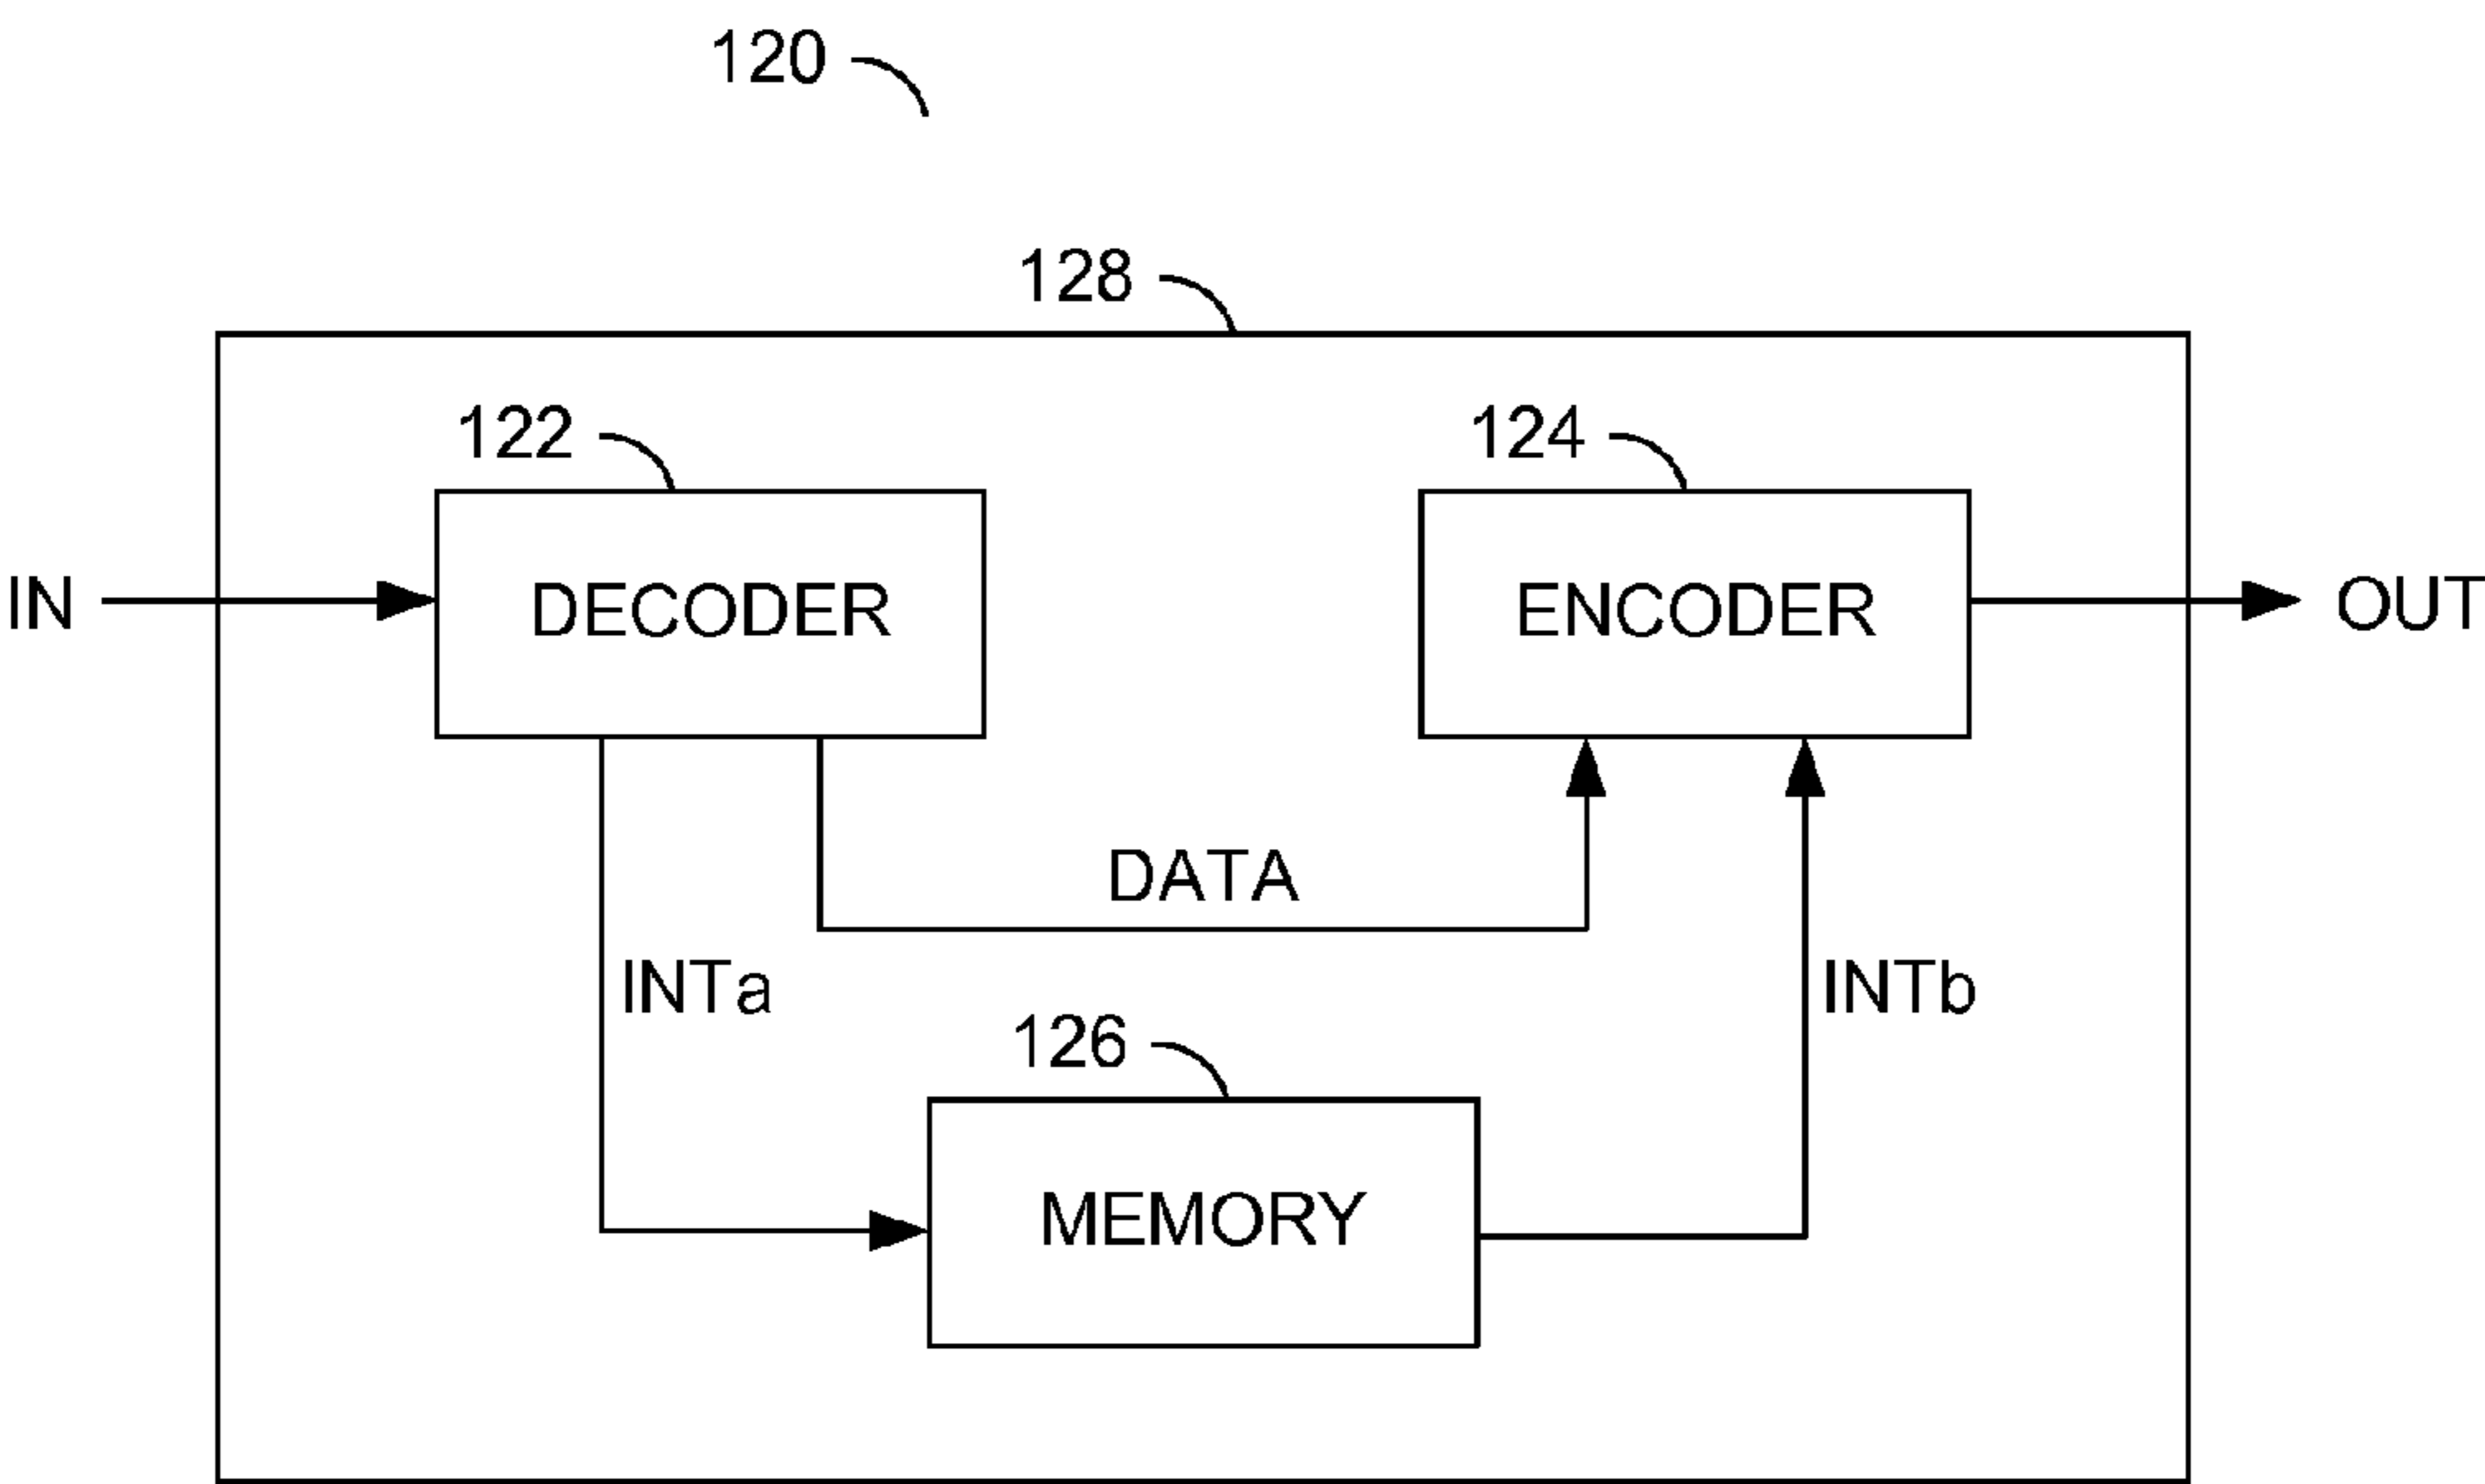 120
128
122
124
IN
DECODER
ENCODER
OUT
DATA
INTa
INTb
126
MEMORY